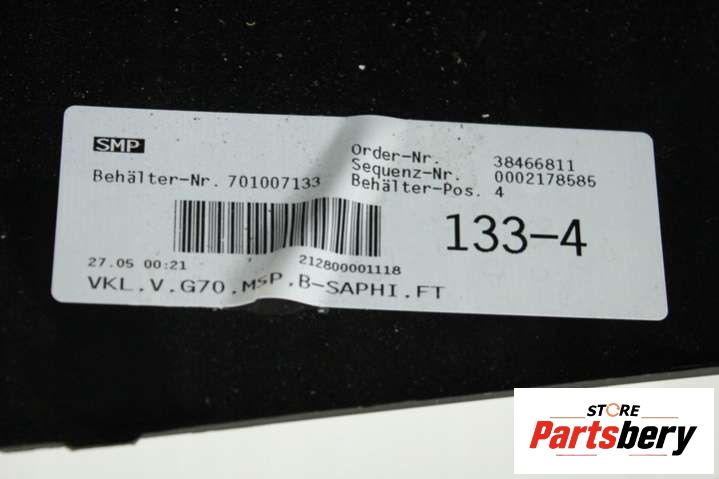 SMP
Order-Nr. 38466811
Sequenz-Nr. 0002178585
Behälter-Nr. 701007133 Behälter-Pos. 4
133-4
27.05 00:21 212800001118
VKL.V.G70.MSP.B-SAPHI.FT
STORE
Partsbery